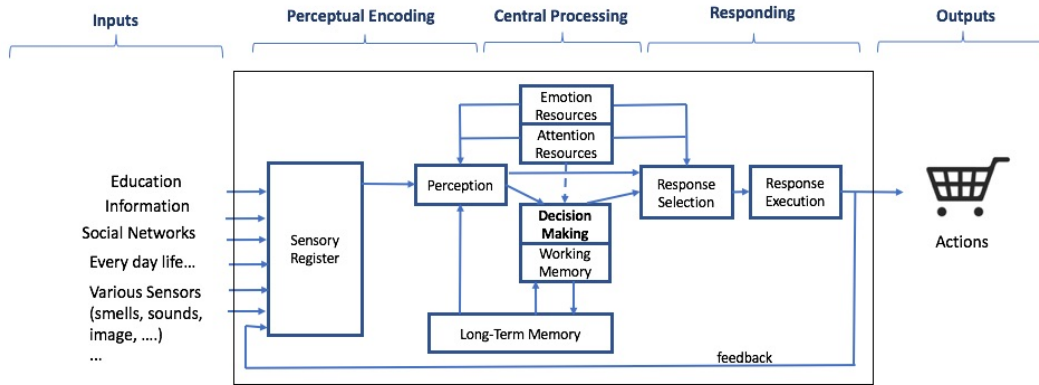 Inputs
Perceptual Encoding
Central Processing
Responding
Outputs
Emotion
Resources
Attention
Resources
Education
Information
Social Networks
Every day life...
Various Sensors
(smells, sounds,
image, ....)
...
Sensory
Register
Perception
Decision
Making
Working
Memory
Long-Term Memory
Response
Selection
Response
Execution
Actions
feedback